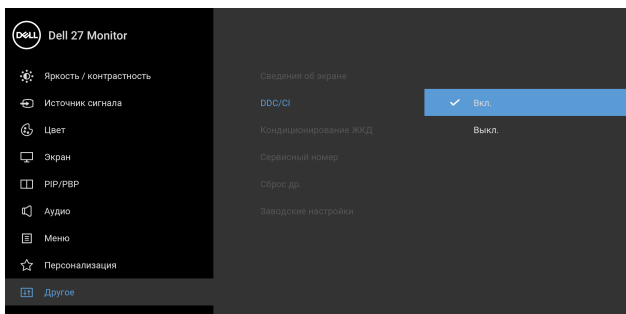 DELL
Dell 27 Monitor
Яркость / контрастность
Источник сигнала
Цвет
Экран
PIP/PBP
Аудио
Меню
Персонализация
Другое
Сведения об экране
DDC/CI
Кондиционирование ЖКД
Сервисный номер
Сброс др.
Заводские настройки
Вкл.
Выкл.